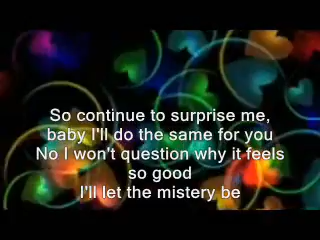 So continue to surprise me,
baby I'll do the same for you
No I won't question why it feels
so good
I'll let the mistery be